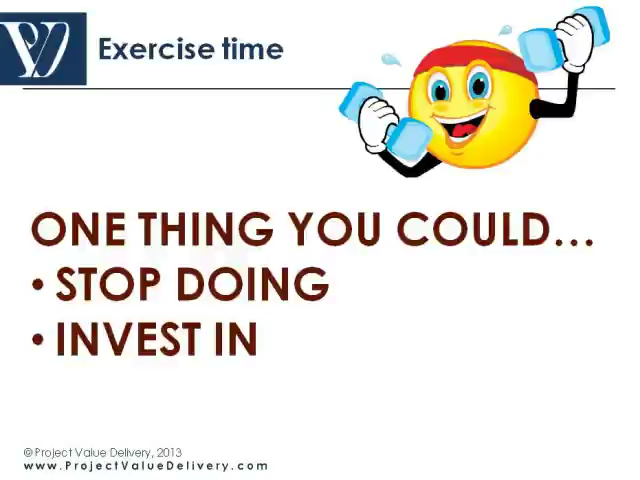 Exercise time
ONE THING YOU COULD…
• STOP DOING
• INVEST IN
© Project Value Delivery, 2013
www.ProjectValueDelivery.com